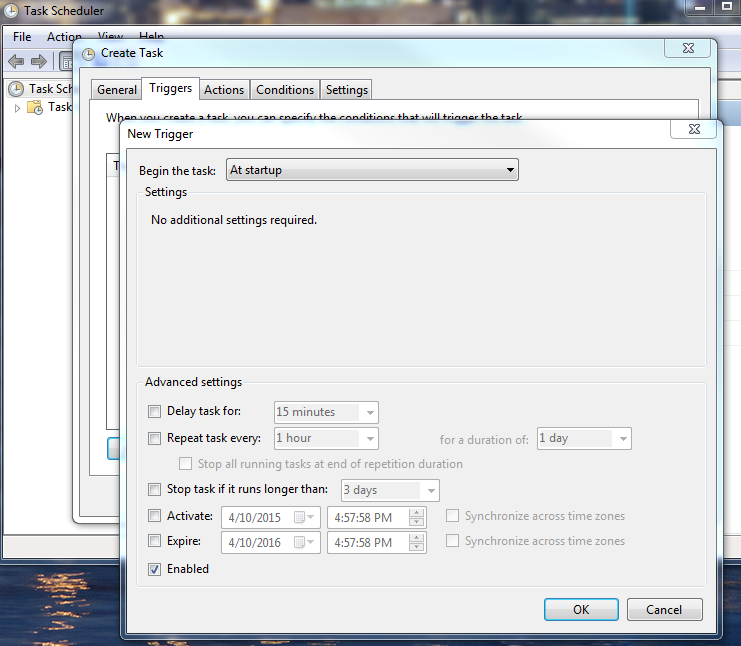 Task Scheduler
File Action View Help
Create Task
Task Sch
Task
General Triggers Actions Conditions Settings
When you create a task, you can specify the conditions that will trigger the task.
T
New Trigger
Begin the task: At startup
Settings
No additional settings required.
Advanced settings
Delay task for: 15 minutes
Repeat task every: 1 hour for a duration of: 1 day
Stop all running tasks at end of repetition duration
Stop task if it runs longer than: 3 days
Activate: 4/10/2015 4:57:58 PM Synchronize across time zones
Expire: 4/10/2016 4:57:58 PM Synchronize across time zones
Enabled
OK Cancel